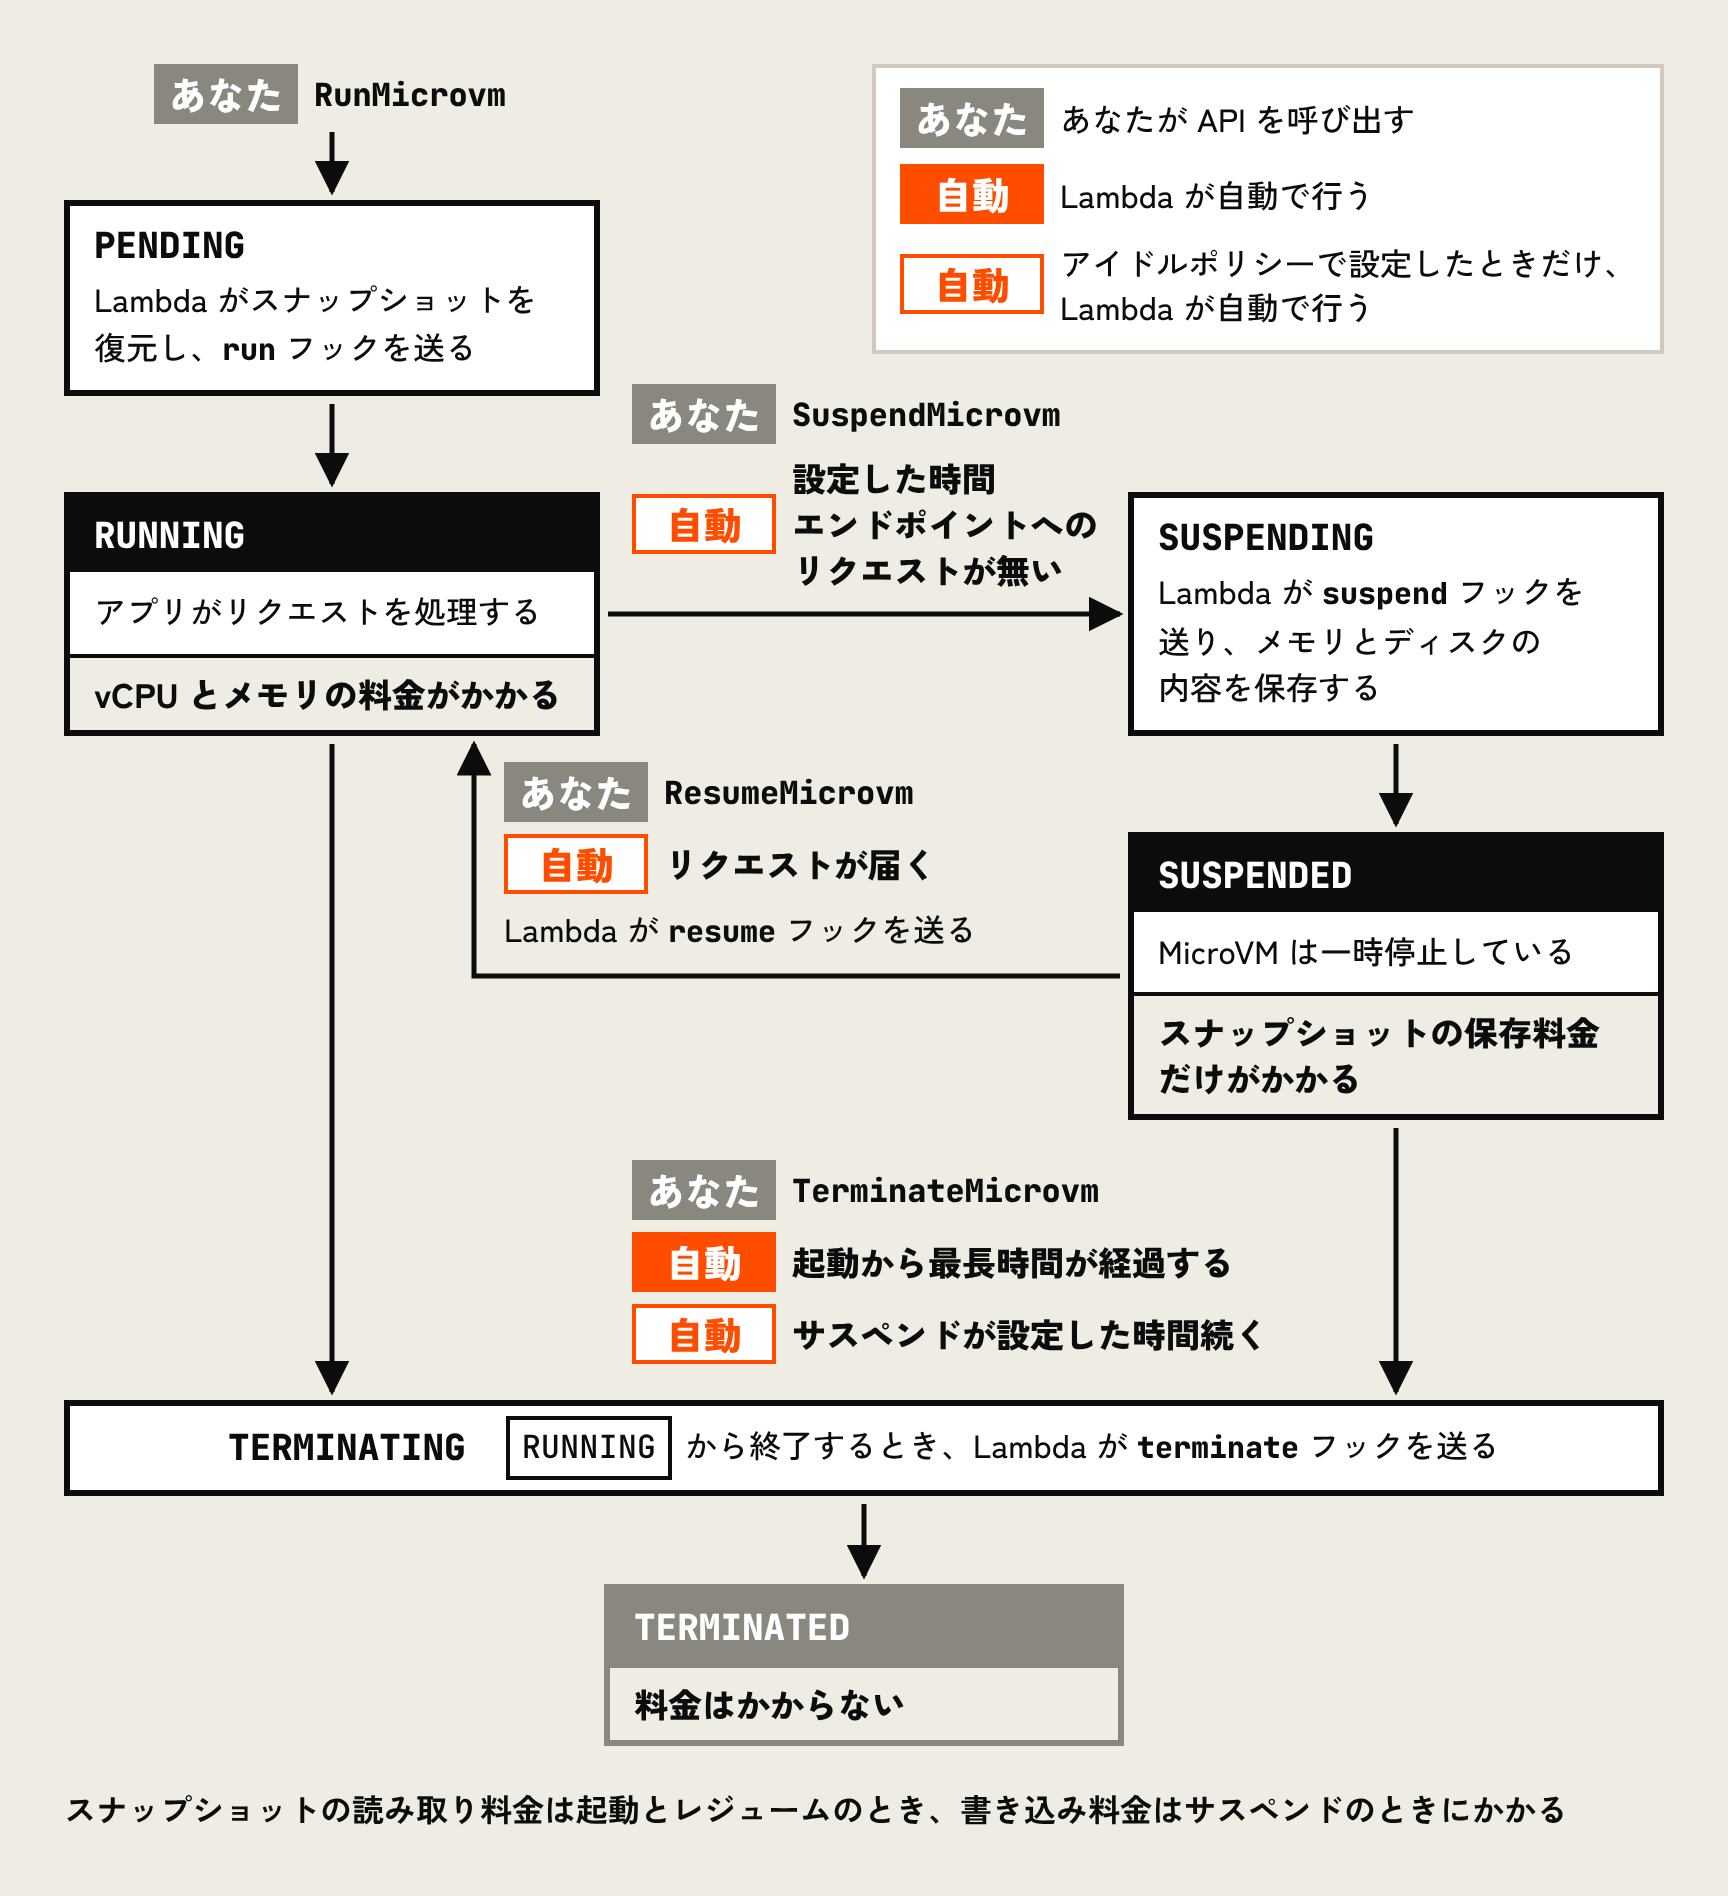 あなた RunMicrovm
あなた あなたが API を呼び出す
自動 Lambda が自動で行う
自動 アイドルポリシーで設定したときだけ、
Lambda が自動で行う
PENDING
Lambda がスナップショットを
復元し、run フックを送る
あなた SuspendMicrovm
自動 設定した時間
エンドポイントへの
リクエストが無い
RUNNING
アプリがリクエストを処理する
vCPU とメモリの料金がかかる
SUSPENDING
Lambda が suspend フックを
送り、メモリとディスクの
内容を保存する
あなた ResumeMicrovm
自動 リクエストが届く
Lambda が resume フックを送る
SUSPENDED
MicroVM は一時停止している
スナップショットの保存料金
だけがかかる
あなた TerminateMicrovm
自動 起動から最長時間が経過する
自動 サスペンドが設定した時間続く
TERMINATING RUNNING から終了するとき、Lambda が terminate フックを送る
TERMINATED
料金はかからない
スナップショットの読み取り料金は起動とレジュームのとき、書き込み料金はサスペンドのときにかかる